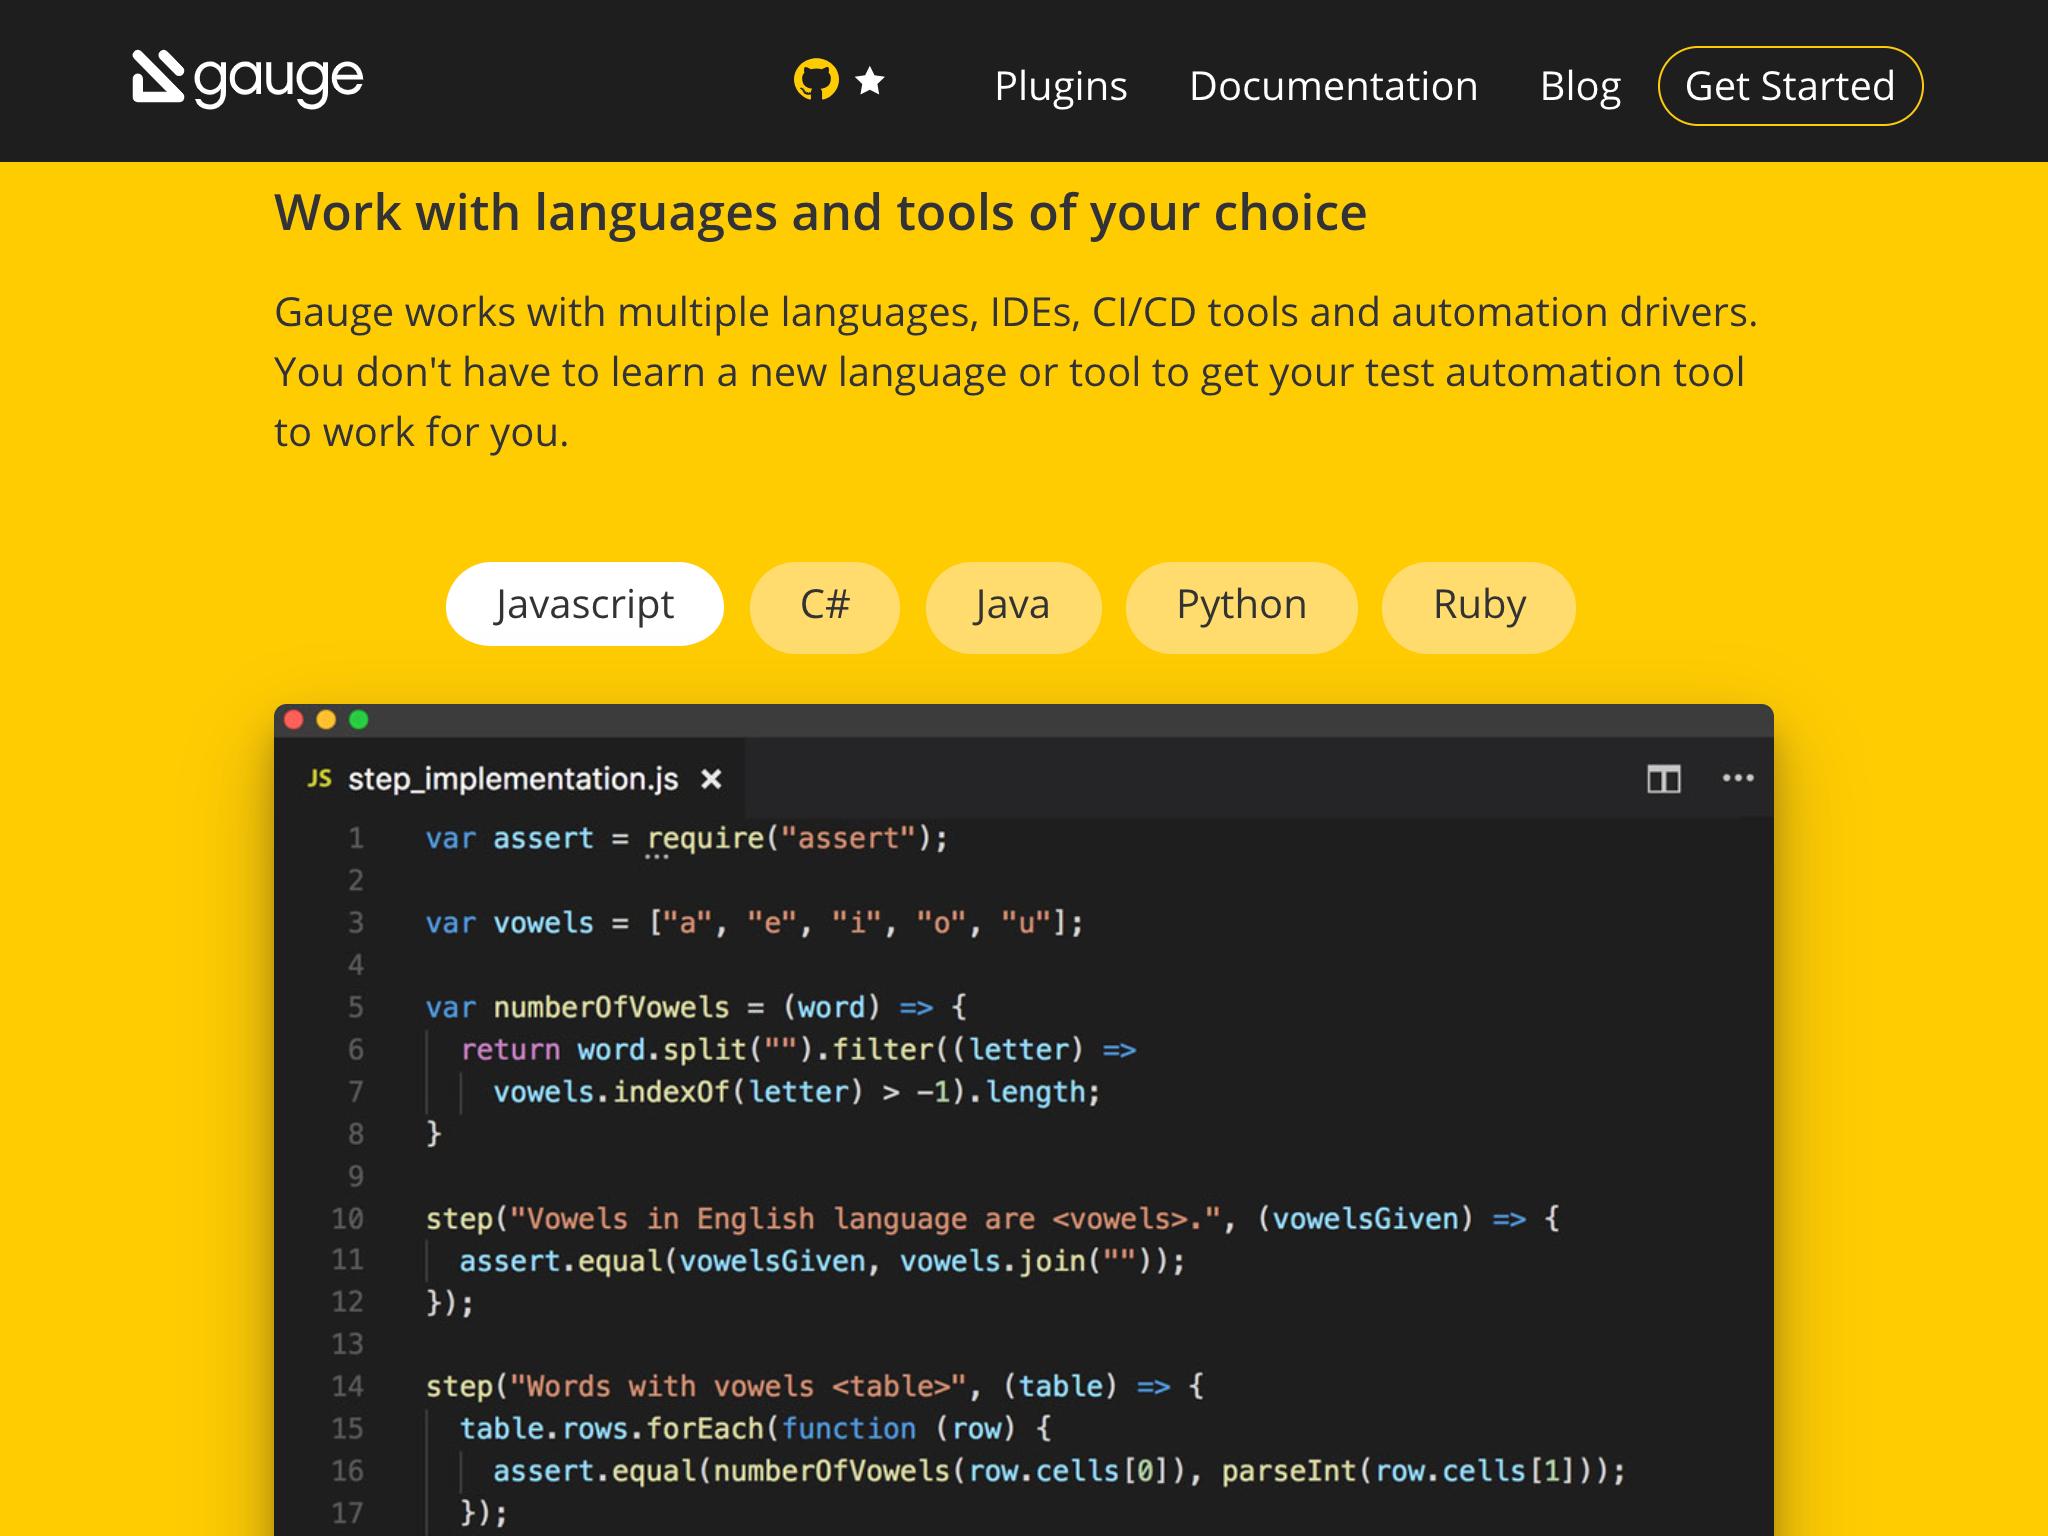 gauge
Plugins Documentation Blog Get Started
Work with languages and tools of your choice
Gauge works with multiple languages, IDEs, CI/CD tools and automation drivers.
You don't have to learn a new language or tool to get your test automation tool
to work for you.
Javascript C# Java Python Ruby
JS step_implementation.js
1 var assert = require("assert");
2
3 var vowels = ["a", "e", "i", "o", "u"];
4
5 var numberOfVowels = (word) => {
6 return word.split("").filter((letter) =>
7 vowels.indexOf(letter) > -1).length;
8 }
9
10 step("Vowels in English language are <vowels>.", (vowelsGiven) => {
11 assert.equal(vowelsGiven, vowels.join(""));
12 });
13
14 step("Words with vowels <table>", (table) => {
15 table.rows.forEach(function (row) {
16 assert.equal(numberOfVowels(row.cells[0]), parseInt(row.cells[1]));
17 });